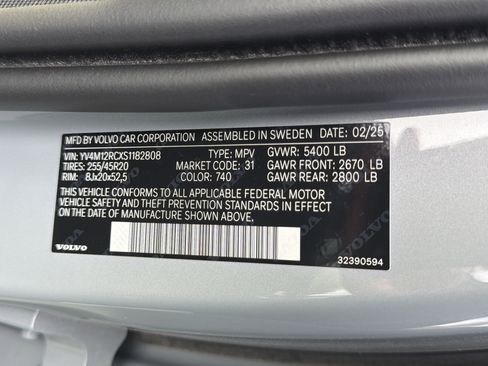 MFD BY VOLVO CAR CORPORATION ASSEMBLED IN SWEDEN 02/25
VIN: YV4M12RCXS1182808 TYPE: MPV GVWR: 5400 LB
TIRES: 255/45R20 MARKET CODE: 31 GAWR FRONT: 2670 LB
RIM: 8Jx20x52,5 COLOR: 740 GAWR REAR: 2800 LB
THIS VEHICLE CONFORMS TO ALL APPLICABLE FEDERAL MOTOR
VEHICLE SAFETY AND THEFT PREVENTION STANDARDS IN EFFECT
ON THE DATE OF MANUFACTURE SHOWN ABOVE.
VOLVO
32390594